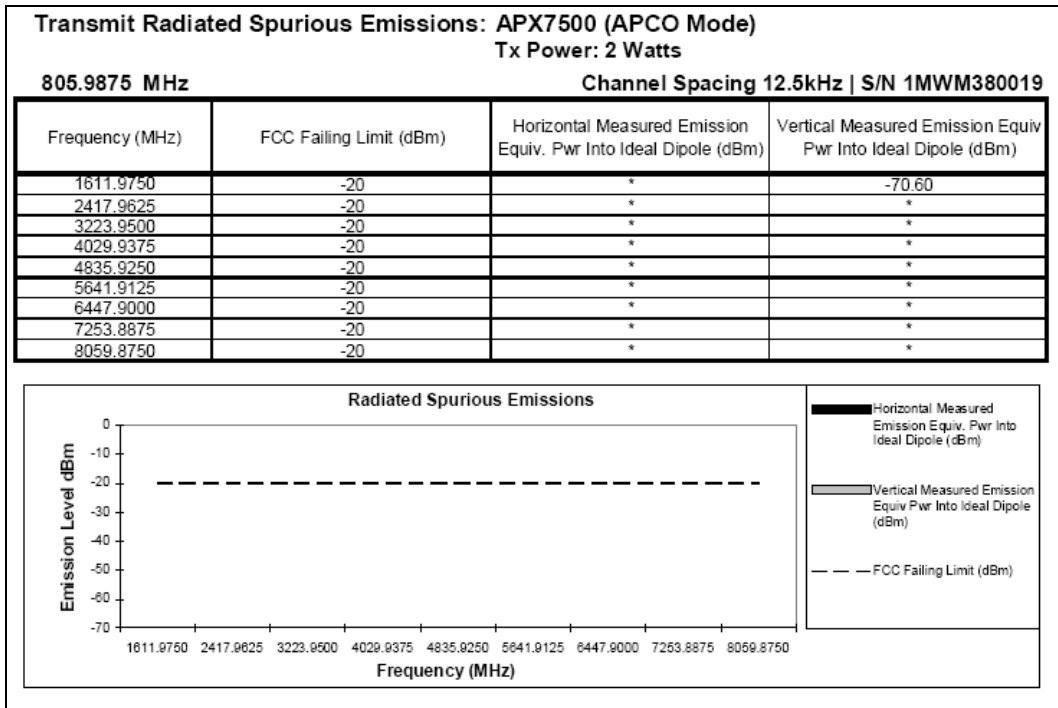 Transmit Radiated Spurious Emissions: APX7500 (APCO Mode)
Tx Power: 2 Watts
805.9875 MHz Channel Spacing 12.5kHz | S/N 1MWM380019
Frequency (MHz) FCC Failing Limit (dBm) Horizontal Measured Emission Equiv. Pwr Into Ideal Dipole (dBm) Vertical Measured Emission Equiv Pwr Into Ideal Dipole (dBm)
1611.9750 -20 * -70.60
2417.9625 -20 * *
3223.9500 -20 * *
4029.9375 -20 * *
4835.9250 -20 * *
5641.9125 -20 * *
6447.9000 -20 * *
7253.8875 -20 * *
8059.8750 -20 * *
Radiated Spurious Emissions
Emission Level dBm
0
-10
-20
-30
-40
-50
-60
-70
1611.9750 2417.9625 3223.9500 4029.9375 4835.9250 5641.9125 6447.9000 7253.8875 8059.8750
Frequency (MHz)
Horizontal Measured
Emission Equiv. Pwr Into
Ideal Dipole (dBm)
Vertical Measured Emission
Equiv Pwr Into Ideal Dipole
(dBm)
FCC Failing Limit (dBm)